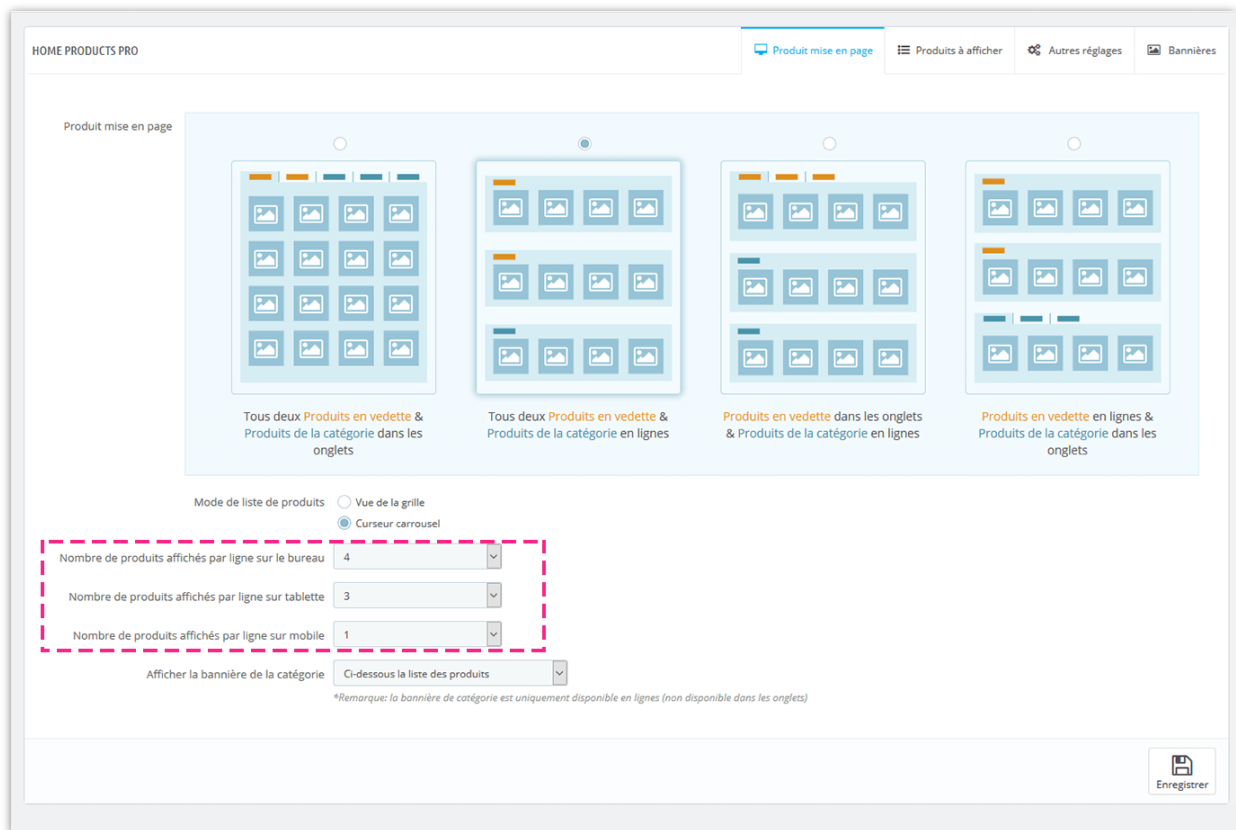 HOME PRODUCTS PRO
Produit mise en page
Produits à afficher
Autres réglages
Bannières
Produit mise en page
Tous deux Produits en vedette &
Produits de la catégorie dans les
onglets
Tous deux Produits en vedette &
Produits de la catégorie en lignes
Produits en vedette dans les onglets
& Produits de la catégorie en lignes
Produits en vedette en lignes &
Produits de la catégorie dans les
onglets
Mode de liste de produits
Vue de la grille
Curseur carrousel
Nombre de produits affichés par ligne sur le bureau 4
Nombre de produits affichés par ligne sur tablette 3
Nombre de produits affichés par ligne sur mobile 1
Afficher la bannière de la catégorie Ci-dessous la liste des produits
*Remarque: la bannière de catégorie est uniquement disponible en lignes (non disponible dans les onglets)
Enregistrer